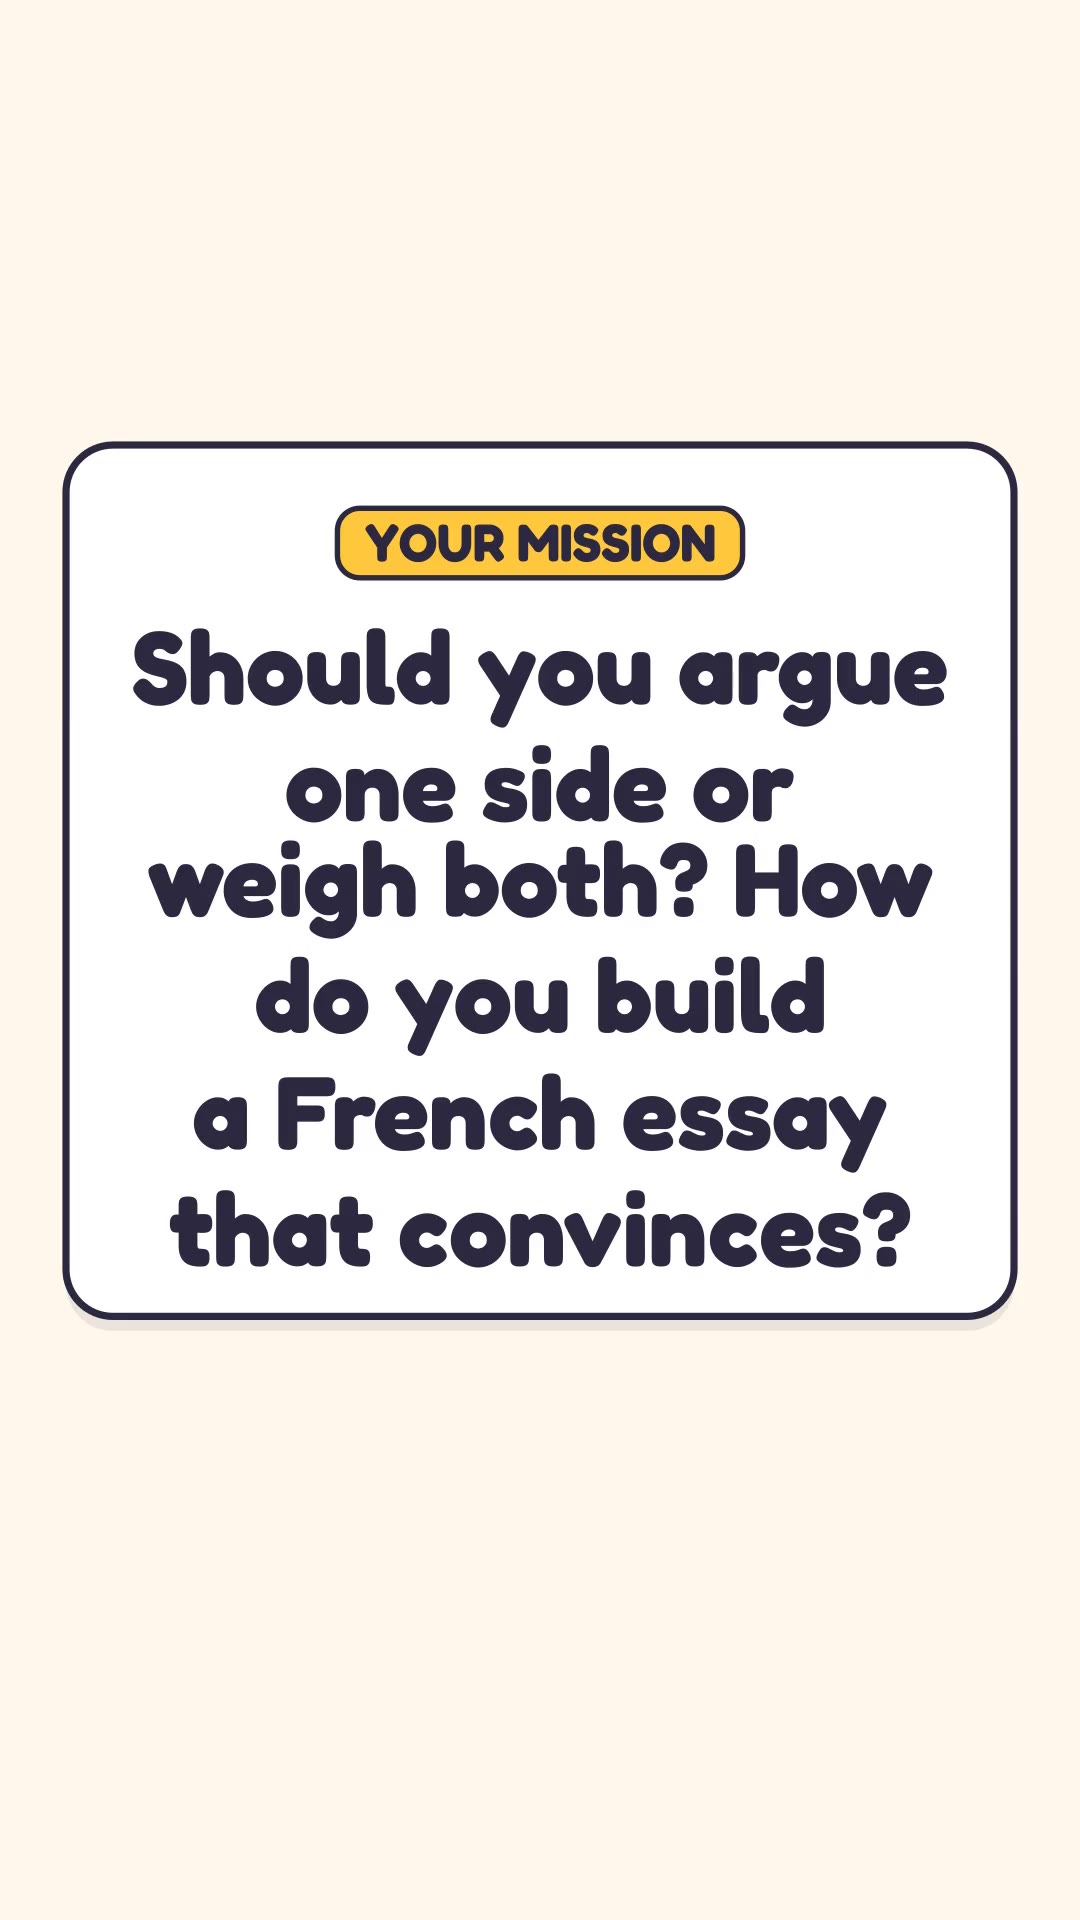 YOUR MISSION
Should you argue
one side or
weigh both? How
do you build
a French essay
that convinces?